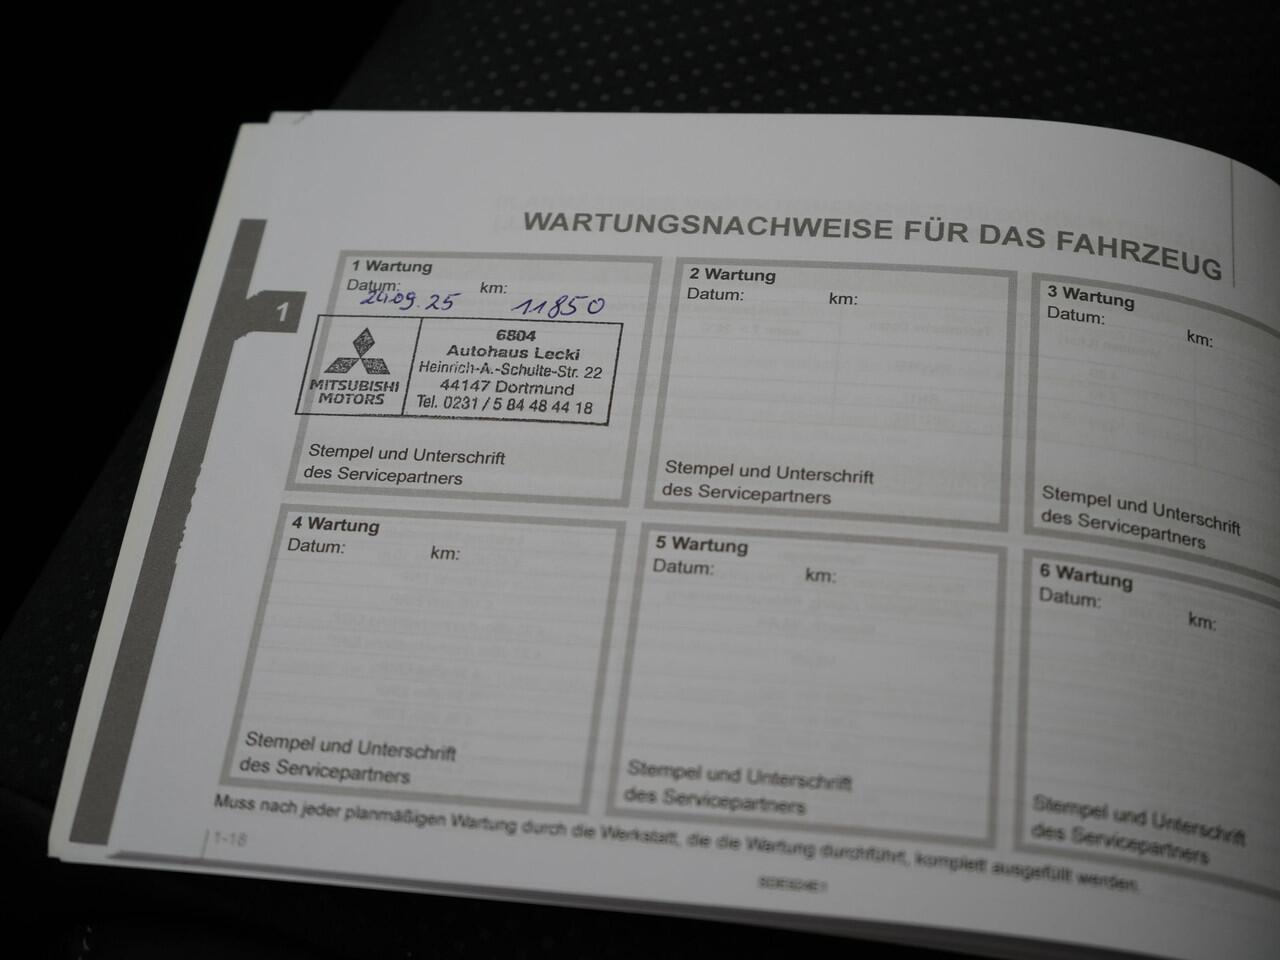 WARTUNGSNACHWEISE FÜR DAS FAHRZEUG
1
1 Wartung
Datum: km:
24.09.25 11850
MITSUBISHI
MOTORS
6804
Autohaus Lecki
Heinrich-A.-Schulte-Str. 22
44147 Dortmund
Tel. 0231 / 5 84 48 44 18
Stempel und Unterschrift
des Servicepartners
2 Wartung
Datum: km:
Stempel und Unterschrift
des Servicepartners
3 Wartung
Datum: km:
Stempel und Unterschrift
des Servicepartners
4 Wartung
Datum: km:
Stempel und Unterschrift
des Servicepartners
5 Wartung
Datum: km:
Stempel und Unterschrift
des Servicepartners
6 Wartung
Datum: km:
Stempel und Unterschrift
des Servicepartners
Muss nach jeder planmäßigen Wartung durch die Werkstatt, die die Wartung durchführt, komplett ausgefüllt werden.
1-18